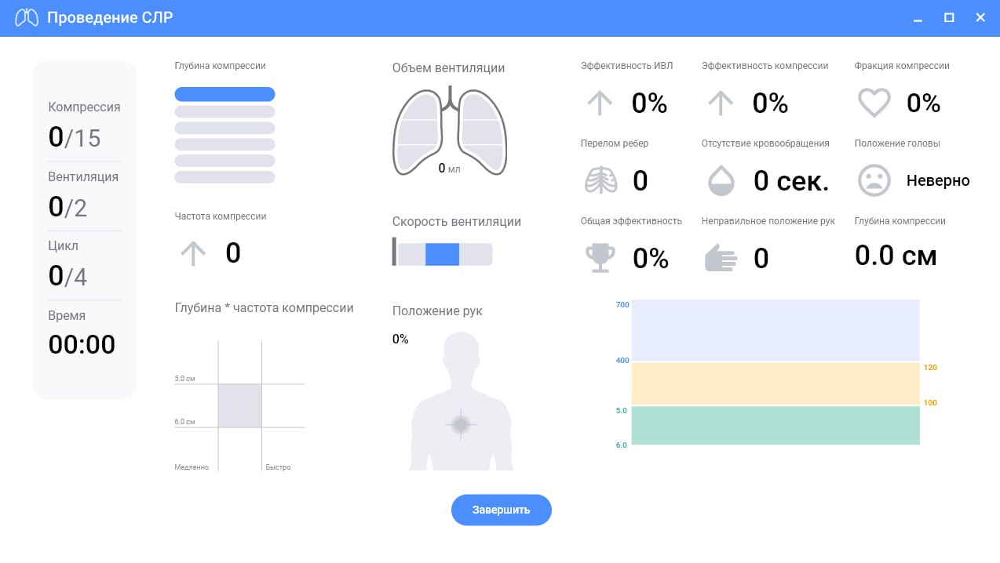 Проведение СЛР
Компрессия
0/15
Вентиляция
0/2
Цикл
0/4
Время
00:00
Глубина компрессии
Частота компрессии
0
Глубина * частота компрессии
5.0 см
6.0 см
Медленно
Быстро
Объем вентиляции
0 мл
Скорость вентиляции
Положение рук
0%
Эффективность ИВЛ
0%
Эффективность компрессии
0%
Фракция компрессии
0%
Перелом ребер
0
Отсутствие кровообращения
0 сек.
Положение головы
Неверно
Общая эффективность
0%
Неправильное положение рук
0
Глубина компрессии
0.0 см
700
400
120
100
5.0
6.0
Завершить